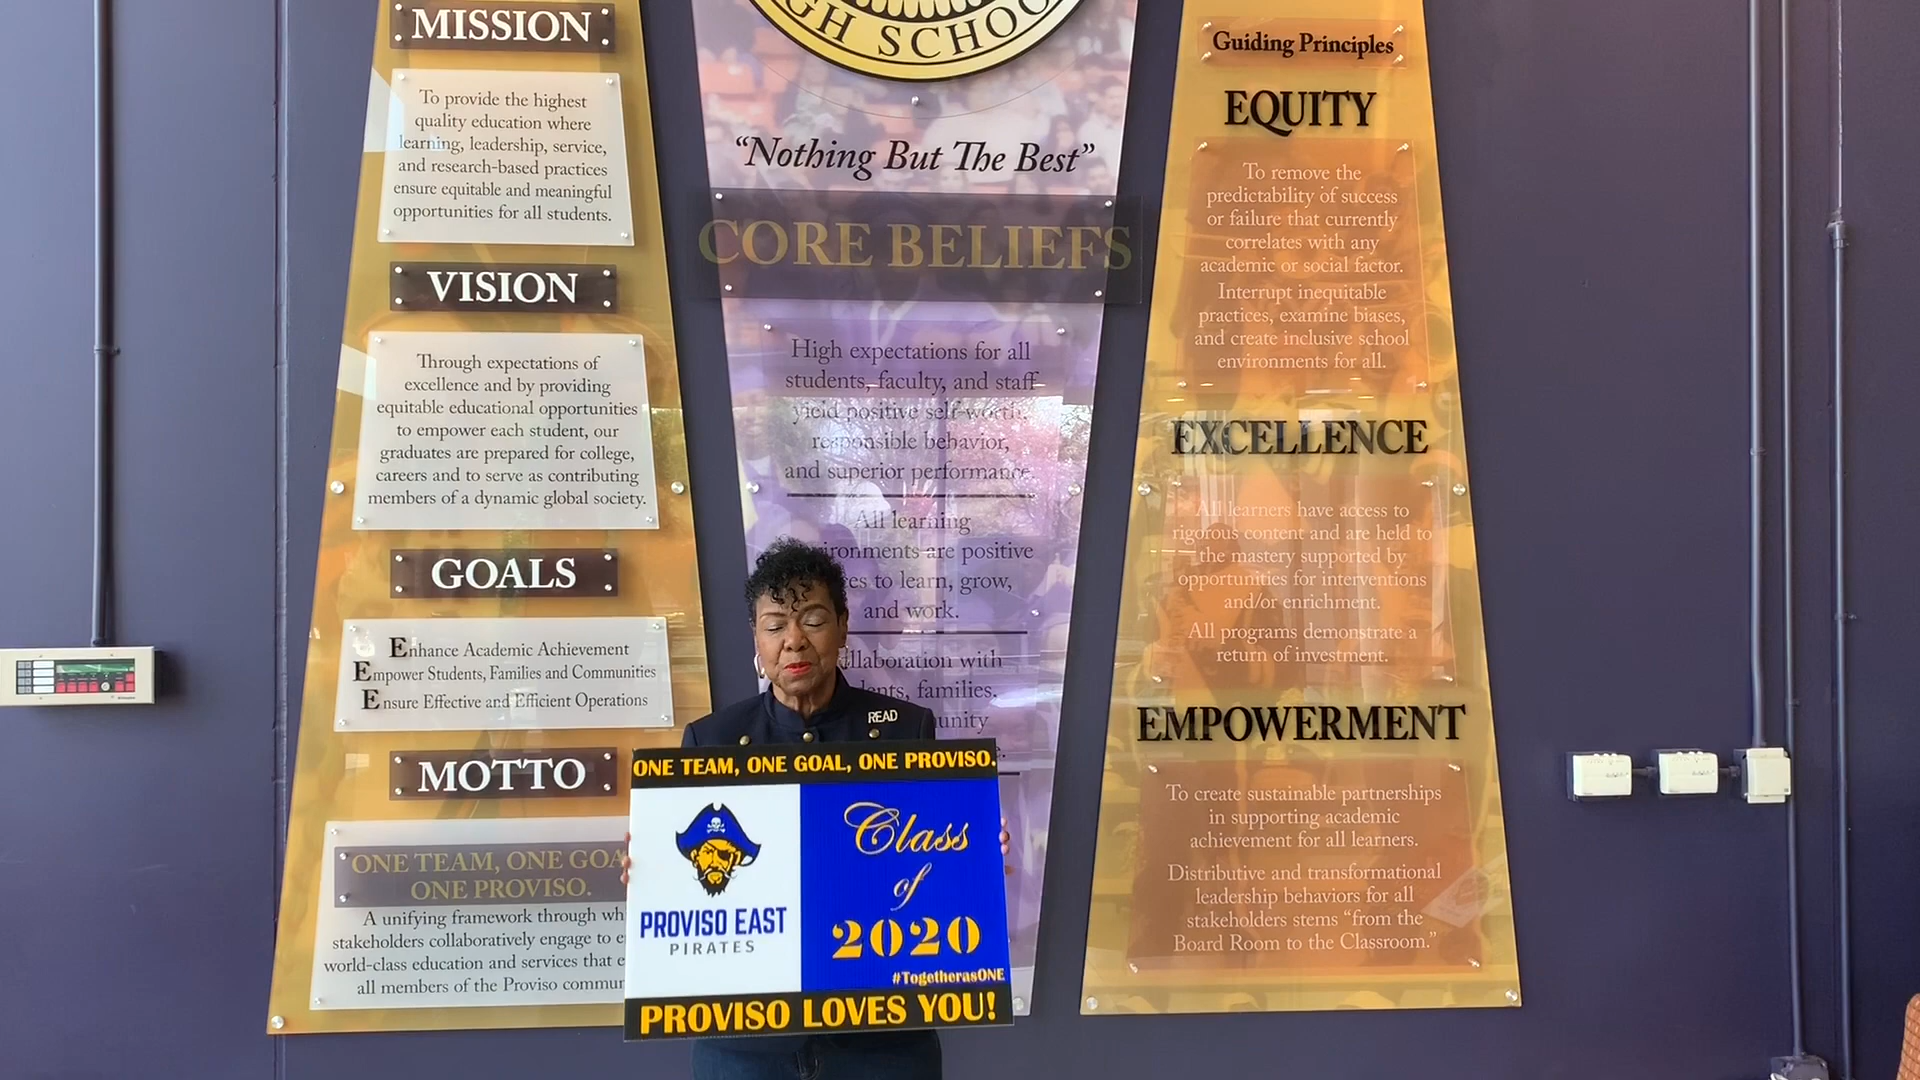 MISSION
To provide the highest
quality education where
learning, leadership, service,
and research-based practices
ensure equitable and meaningful
opportunities for all students.
VISION
Through expectations of
excellence and by providing
equitable educational opportunities
to empower each student, our
graduates are prepared for college,
careers and to serve as contributing
members of a dynamic global society.
GOALS
Enhance Academic Achievement
Empower Students, Families and Communities
Ensure Effective and Efficient Operations
MOTTO
ONE TEAM, ONE GOA
ONE PROVISO.
A unifying framework through wh
stakeholders collaboratively engage to e
world-class education and services that e
all members of the Proviso commun
GH SCHOO
“Nothing But The Best”
CORE BELIEFS
High expectations for all
students, faculty, and staff
yield positive self-worth,
responsible behavior,
and superior performance.
All learning
ironments are positive
ces to learn, grow,
and work.
llaboration with
ents, families,
unity
READ
ONE TEAM, ONE GOAL, ONE PROVISO.
PROVISO EAST
PIRATES
Class
of
2020
#TogetherasONE
PROVISO LOVES YOU!
Guiding Principles
EQUITY
To remove the
predictability of success
or failure that currently
correlates with any
academic or social factor.
Interrupt inequitable
practices, examine biases,
and create inclusive school
environments for all.
EXCELLENCE
All learners have access to
rigorous content and are held to
the mastery supported by
opportunities for interventions
and/or enrichment.
All programs demonstrate a
return of investment.
EMPOWERMENT
To create sustainable partnerships
in supporting academic
achievement for all learners.
Distributive and transformational
leadership behaviors for all
stakeholders stems “from the
Board Room to the Classroom.”